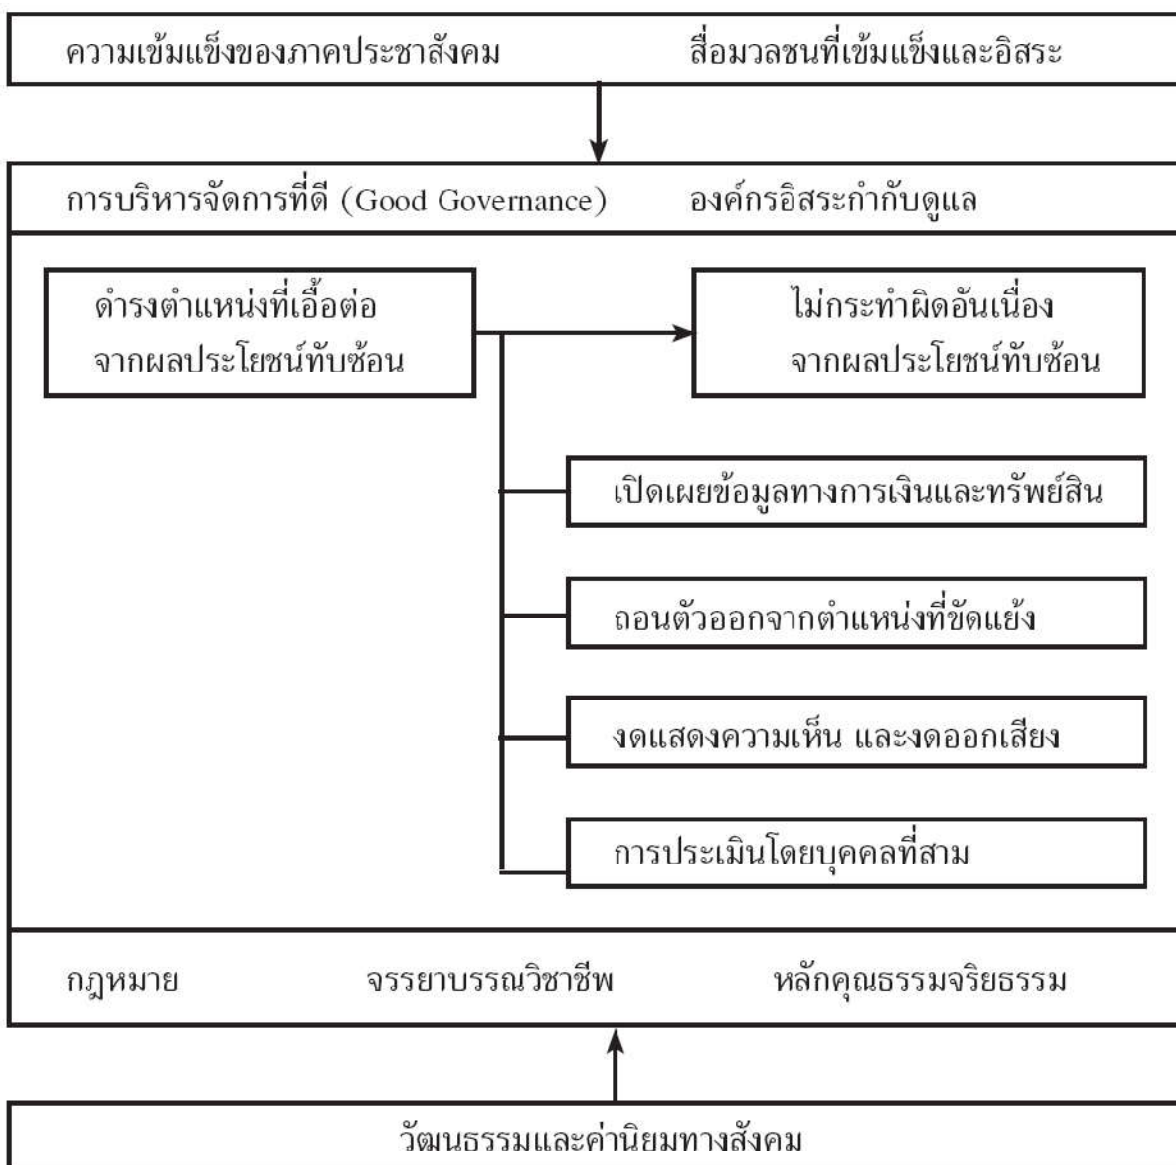 ความเข้มแข็งของภาคประชาสังคม สื่อมวลชนที่เข้มแข็งและอิสระ
การบริหารจัดการที่ดี (Good Governance) องค์กรอิสระกำกับดูแล
ดำรงตำแหน่งที่เอื้อต่อ
จากผลประโยชน์ทับซ้อน
ไม่กระทำผิดอันเนื่อง
จากผลประโยชน์ทับซ้อน
เปิดเผยข้อมูลทางการเงินและทรัพย์สิน
ถอนตัวออกจากตำแหน่งที่ขัดแย้ง
งดแสดงความเห็น และงดออกเสียง
การประเมินโดยบุคคลที่สาม
กฎหมาย จรรยาบรรณวิชาชีพ หลักคุณธรรมจริยธรรม
วัฒนธรรมและค่านิยมทางสังคม